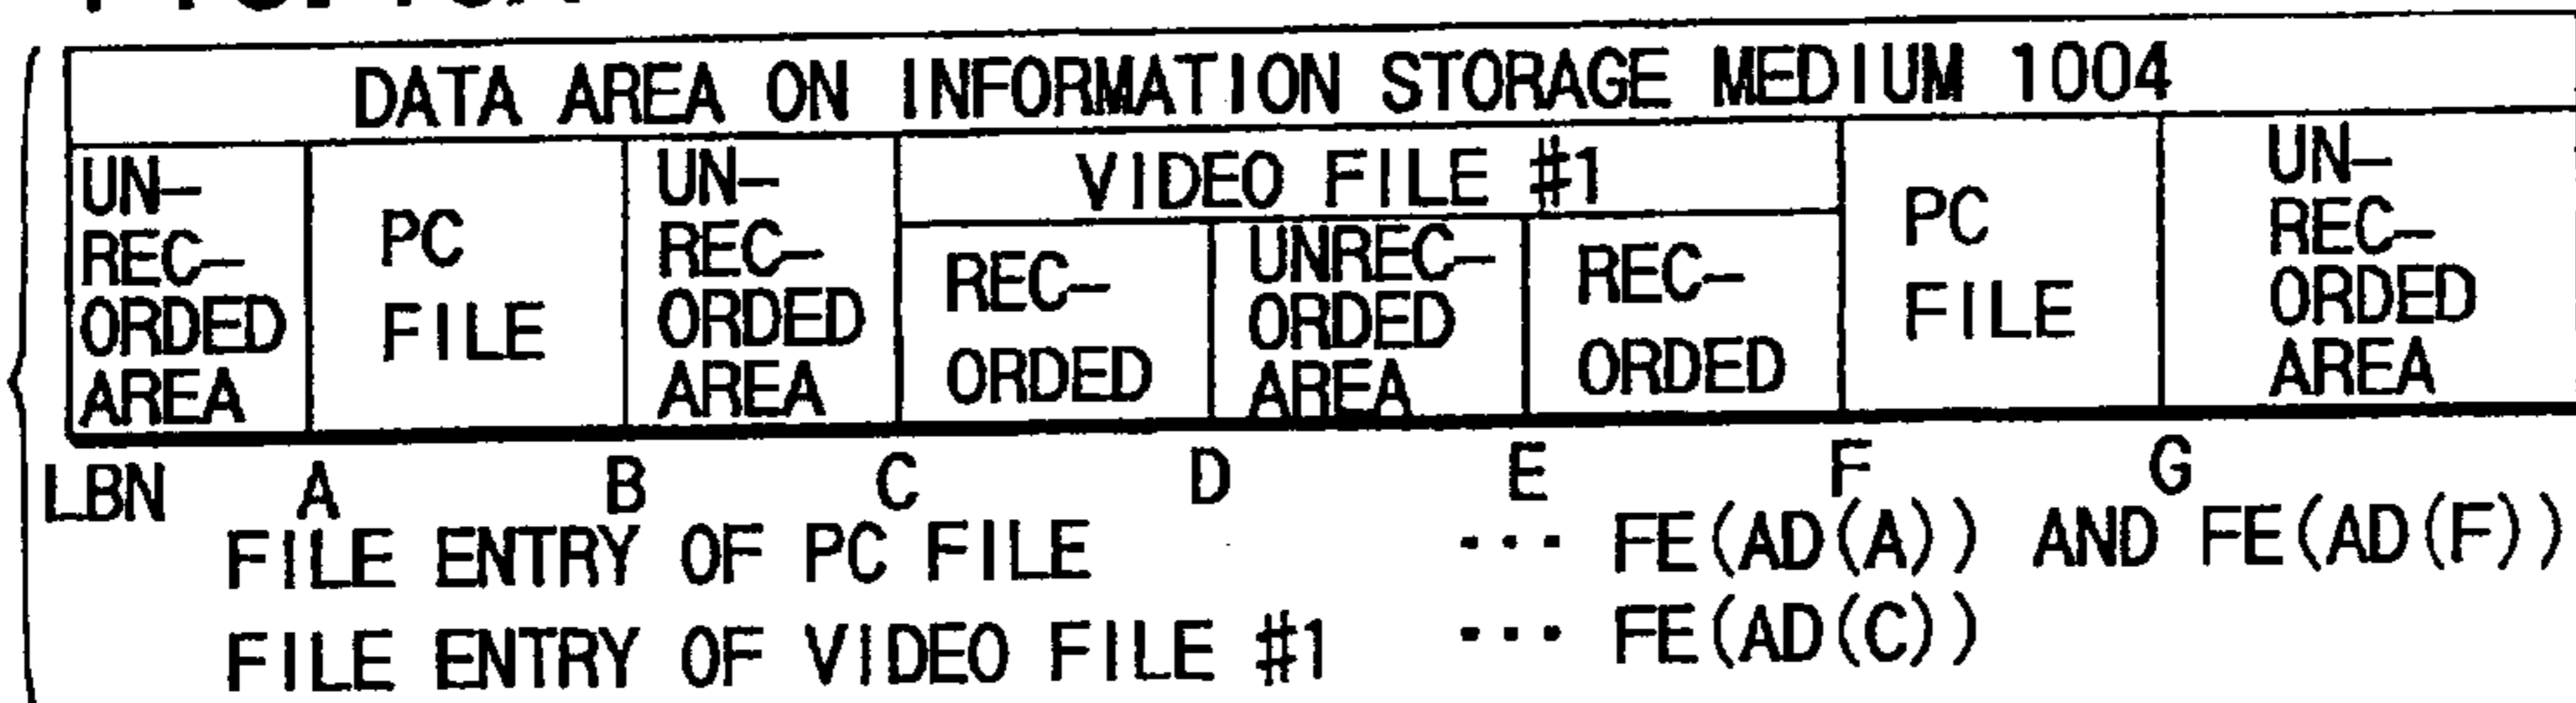 DATA AREA ON INFORMATION STORAGE MEDIUM 1004
UN-
REC-
ORDED
AREA
PC
FILE
UN-
REC-
ORDED
AREA
VIDEO FILE #1
REC-
ORDED
UNREC-
ORDED
AREA
REC-
ORDED
PC
FILE
UN-
REC-
ORDED
AREA
LBN A B C D E F G
FILE ENTRY OF PC FILE ··· FE(AD(A)) AND FE(AD(F))
FILE ENTRY OF VIDEO FILE #1 ··· FE(AD(C))